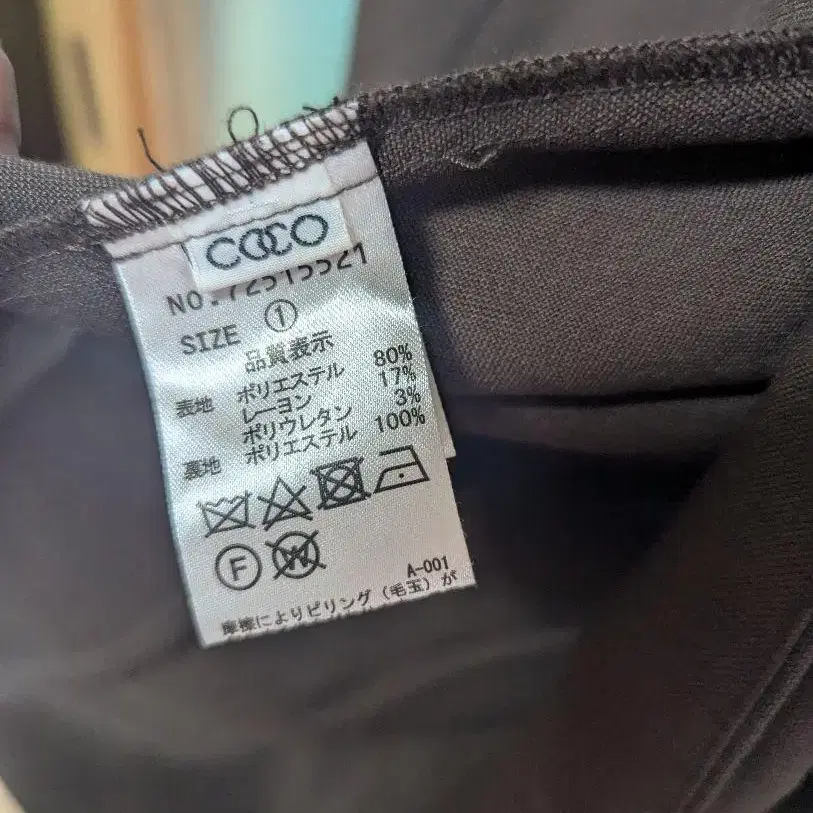 COCO
NO.72515521
SIZE ①
品質表示
表地 ポリエステル 80%
レーヨン 17%
ポリウレタン 3%
裏地 ポリエステル 100%
F W
A-001
摩擦によりピリング(毛玉)が